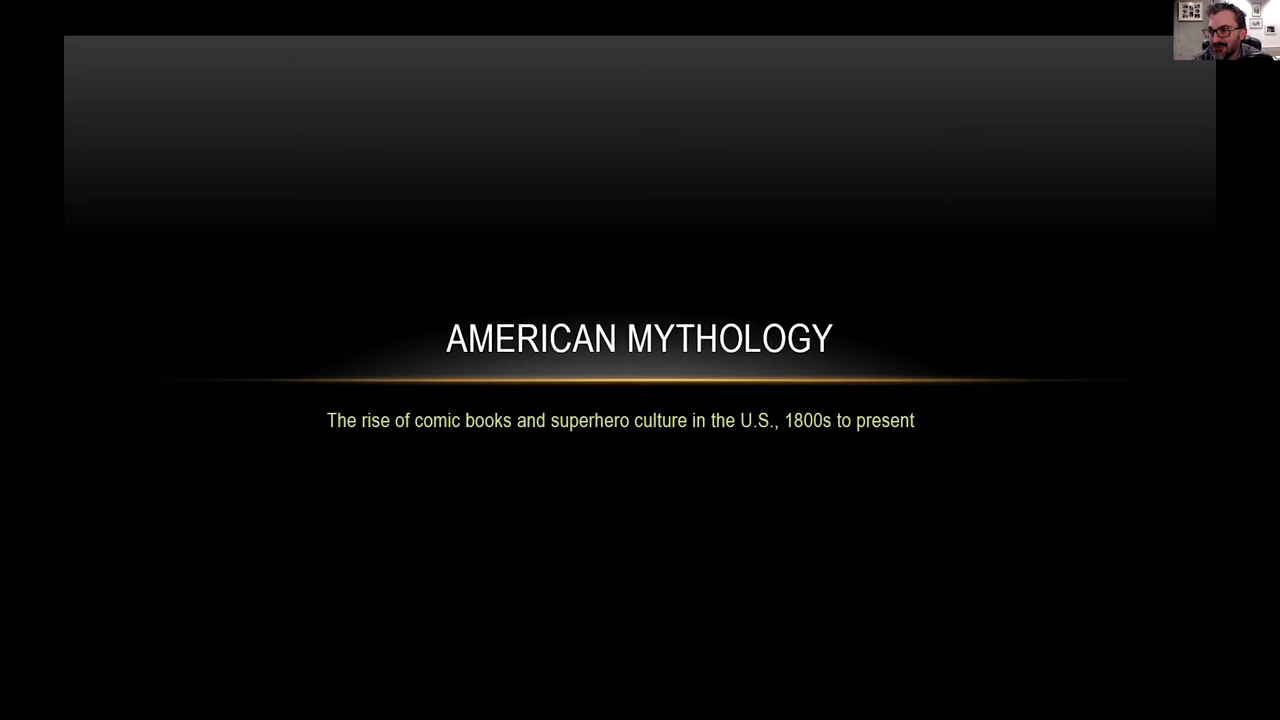 AMERICAN MYTHOLOGY
The rise of comic books and superhero culture in the U.S., 1800s to present